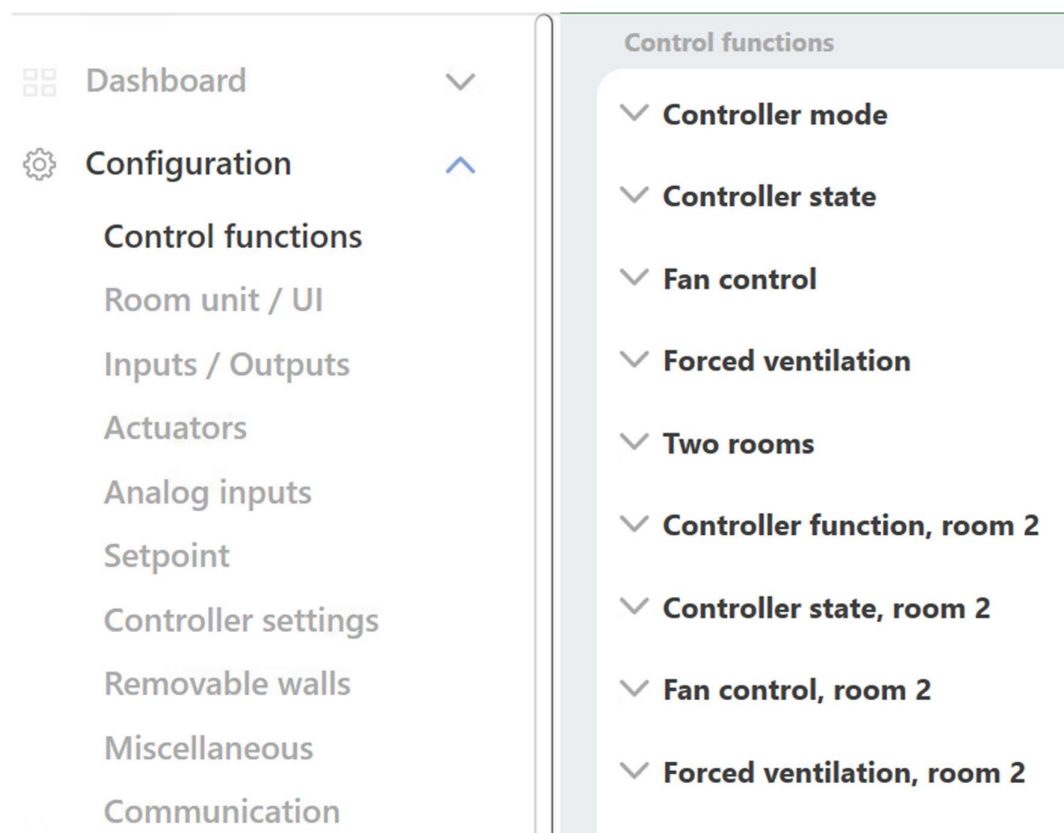 Dashboard
Configuration
Control functions
Room unit / UI
Inputs / Outputs
Actuators
Analog inputs
Setpoint
Controller settings
Removable walls
Miscellaneous
Communication
Control functions
Controller mode
Controller state
Fan control
Forced ventilation
Two rooms
Controller function, room 2
Controller state, room 2
Fan control, room 2
Forced ventilation, room 2